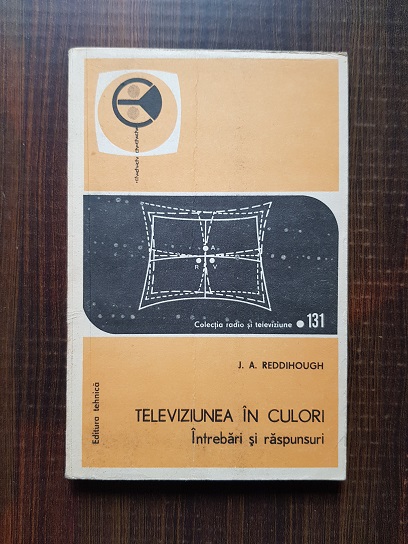 A
R V
Colecția radio și televiziune ● 131
J. A. REDDIHOUGH
TELEVIZIUNEA ÎN CULORI
Întrebări și răspunsuri
Editura tehnică